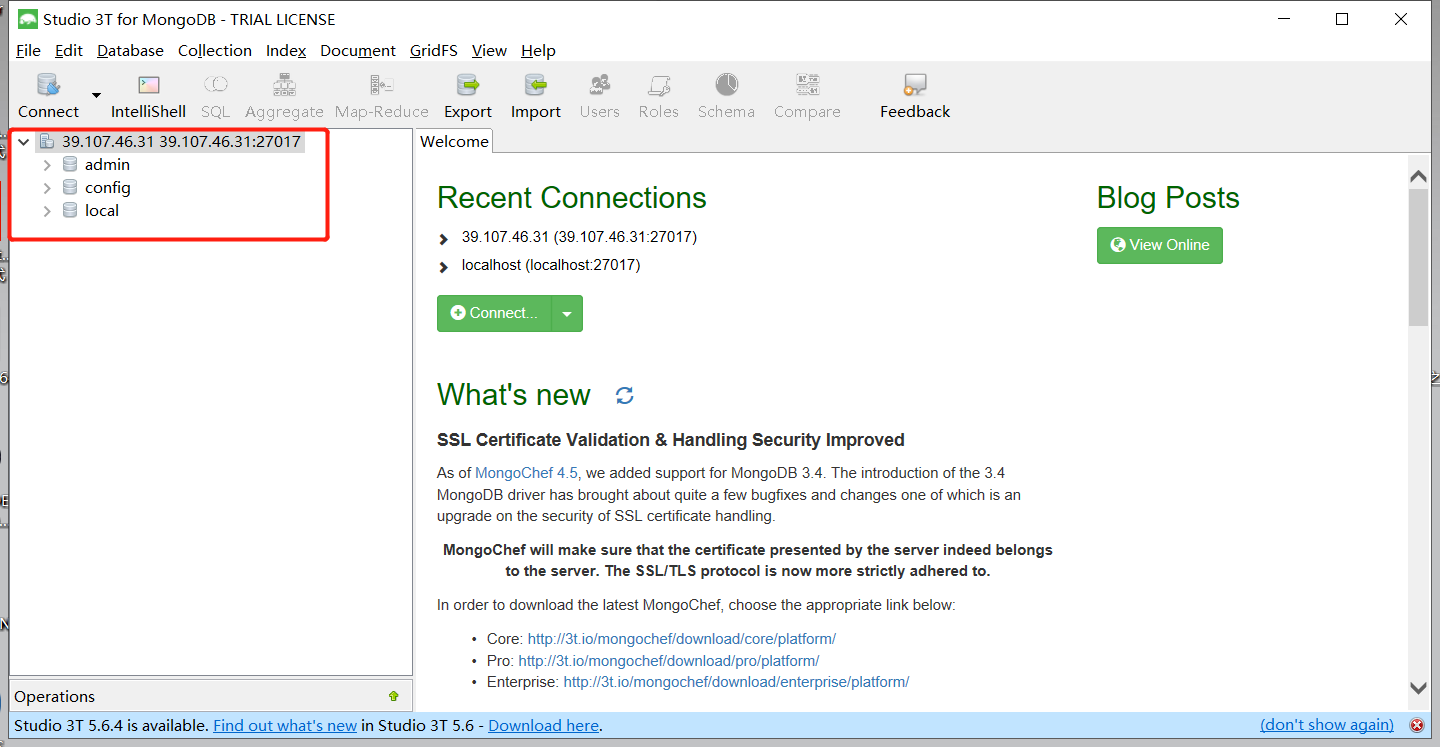 Studio 3T for MongoDB - TRIAL LICENSE
File Edit Database Collection Index Document GridFS View Help
Connect IntelliShell SQL Aggregate Map-Reduce Export Import Users Roles Schema Compare Feedback
39.107.46.31 39.107.46.31:27017
admin
config
local
Welcome
Recent Connections
39.107.46.31 (39.107.46.31:27017)
localhost (localhost:27017)
Connect...
Blog Posts
View Online
What's new
SSL Certificate Validation & Handling Security Improved
As of MongoChef 4.5, we added support for MongoDB 3.4. The introduction of the 3.4
MongoDB driver has brought about quite a few bugfixes and changes one of which is an
upgrade on the security of SSL certificate handling.
MongoChef will make sure that the certificate presented by the server indeed belongs
to the server. The SSL/TLS protocol is now more strictly adhered to.
In order to download the latest MongoChef, choose the appropriate link below:
• Core: http://3t.io/mongochef/download/core/platform/
• Pro: http://3t.io/mongochef/download/pro/platform/
• Enterprise: http://3t.io/mongochef/download/enterprise/platform/
Operations
Studio 3T 5.6.4 is available. Find out what's new in Studio 3T 5.6 - Download here.
(don't show again)